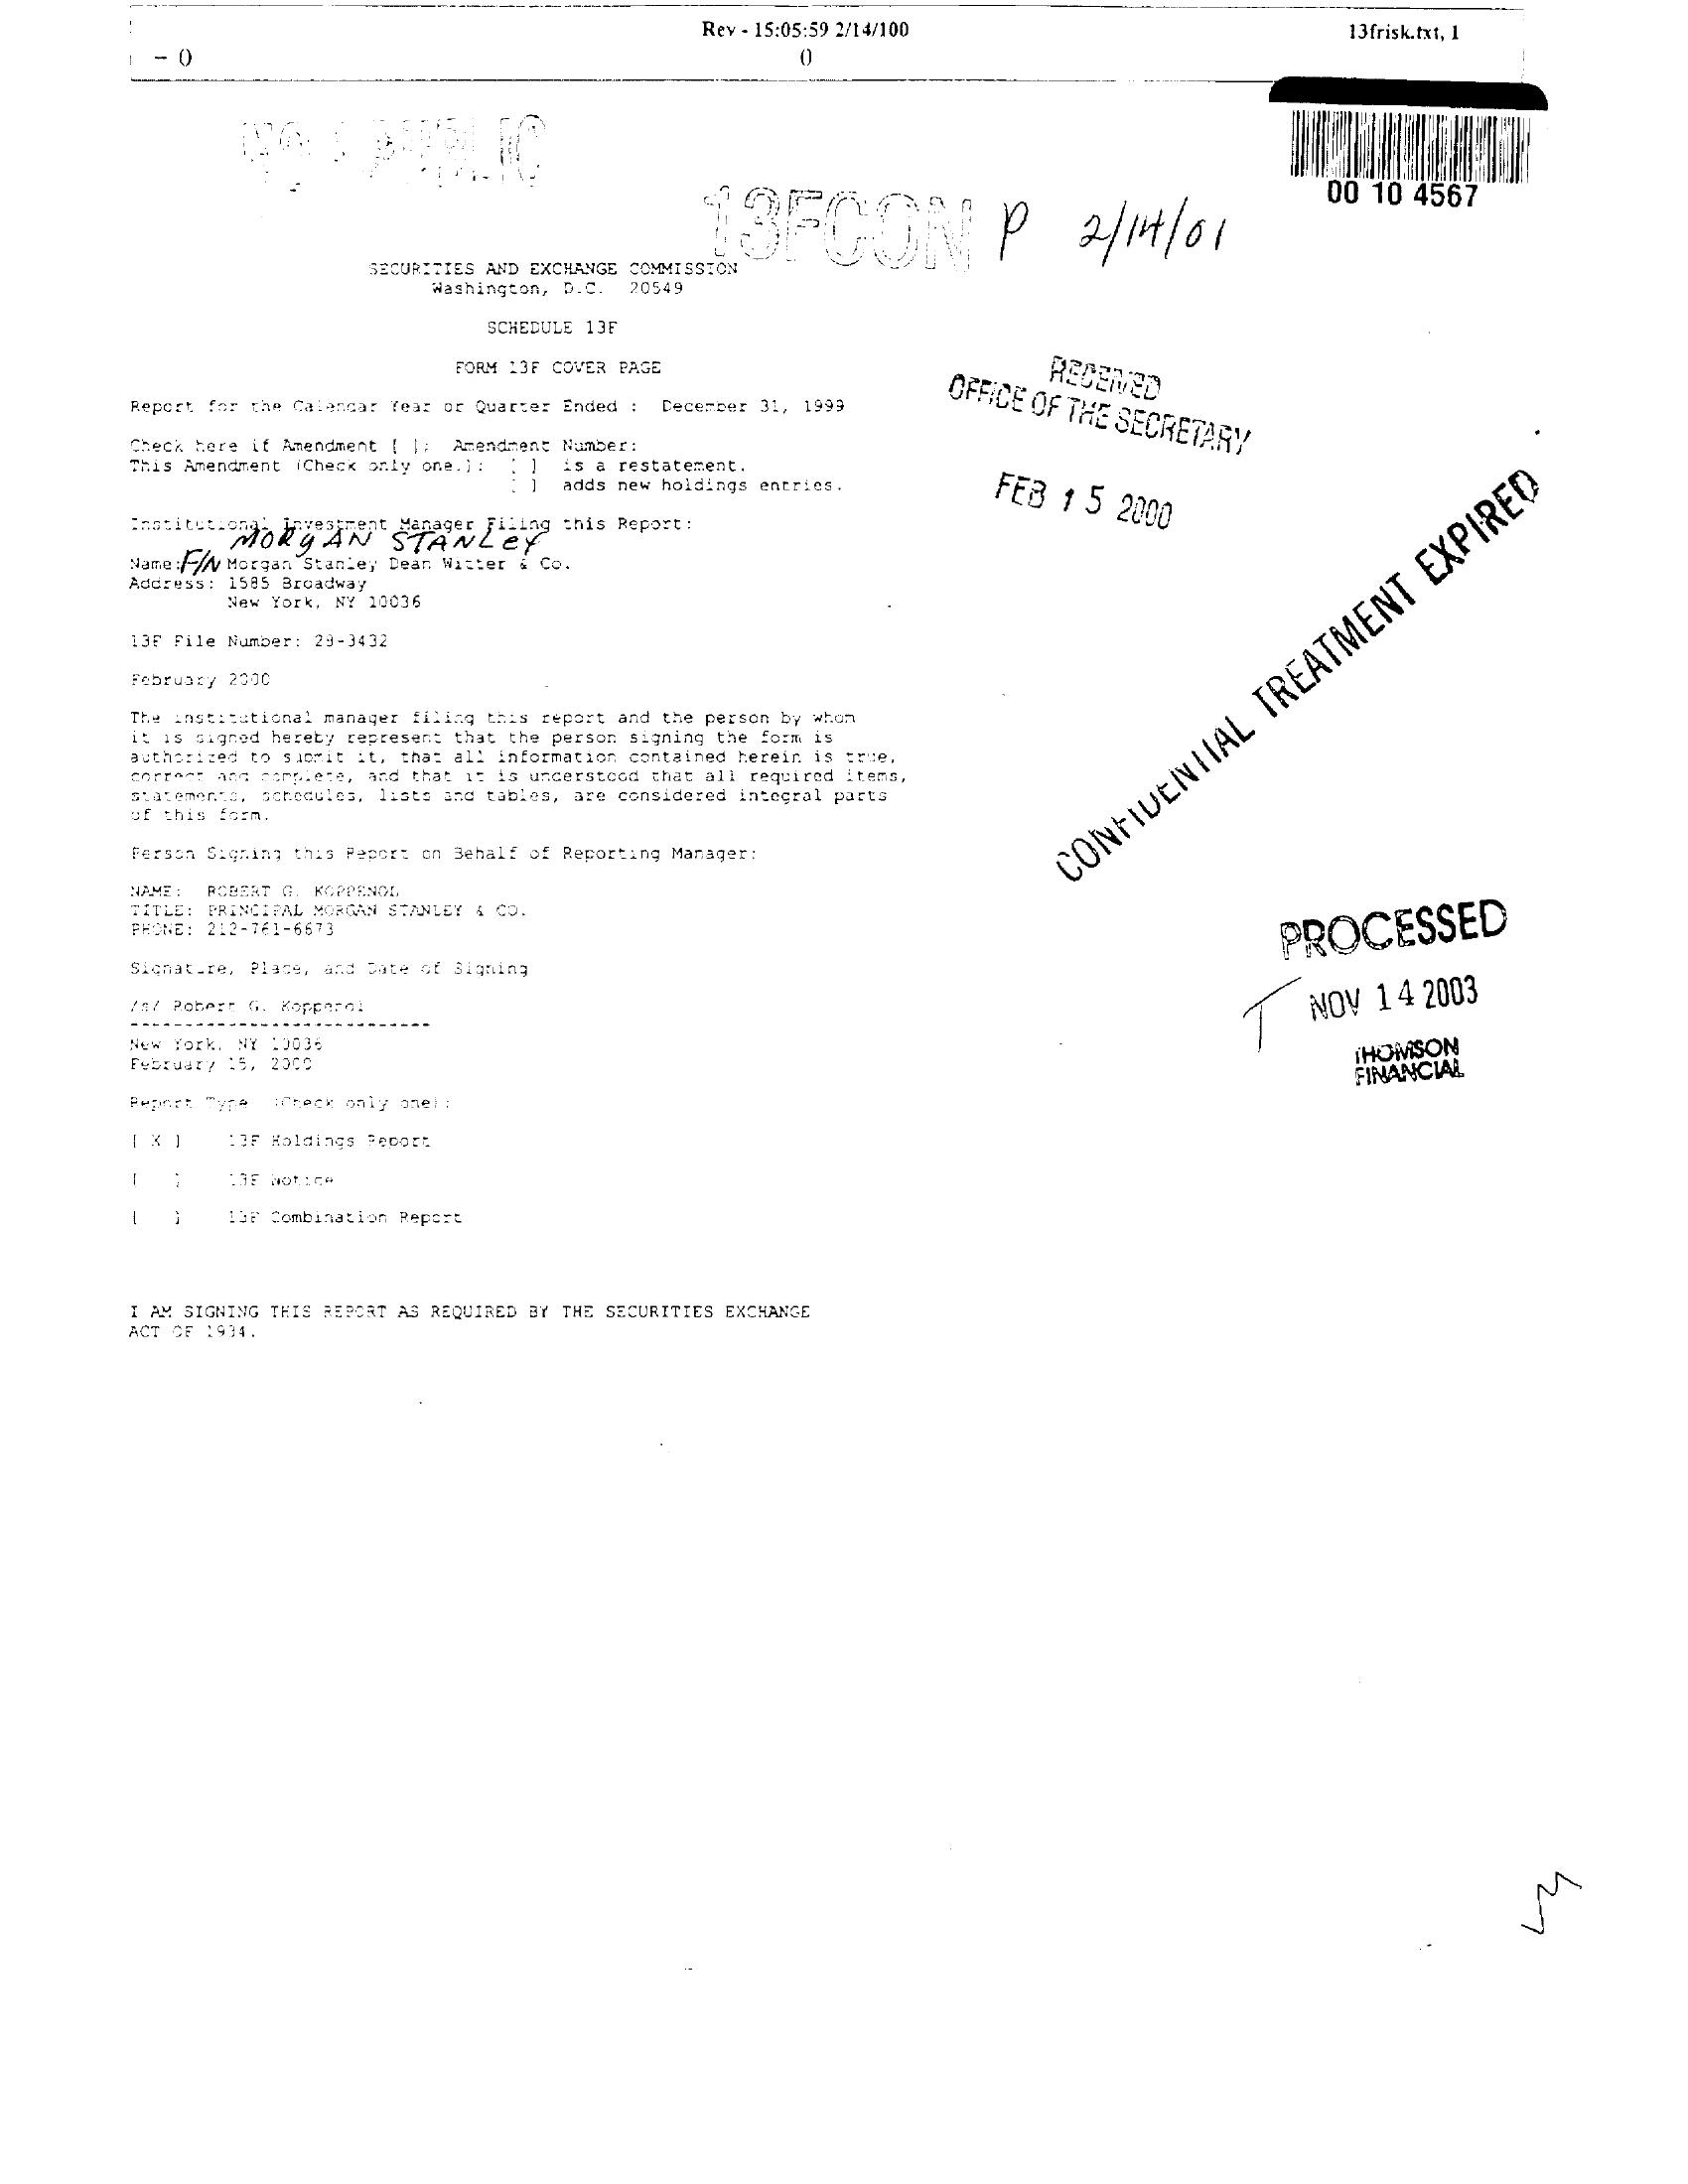 Rev - 15:05:59 2/14/100
13frisk.txt, 1
- 0
0
PUBLIC
00 10 4567
13FCON P 2/14/01
SECURITIES AND EXCHANGE COMMISSION
Washington, D.C. 20549
SCHEDULE 13F
FORM 13F COVER PAGE
RECEIVED
OFFICE OF THE SECRETARY
FEB 15 2000
Report for the Calendar Year or Quarter Ended : December 31, 1999
Check here if Amendment [ ]; Amendment Number:
This Amendment (Check only one.): [ ] is a restatement.
[ ] adds new holdings entries.
Institutional Investment Manager Filing this Report:
MORgAN STANLey
Name: F/N Morgan Stanley Dean Witter & Co.
Address: 1585 Broadway
New York, NY 10036
13F File Number: 28-3432
February 2000
CONFIDENTIAL TREATMENT EXPIRED
The institutional manager filing this report and the person by whom
it is signed hereby represent that the person signing the form is
authorized to submit it, that all information contained herein is true,
correct and complete, and that it is understood that all required items,
statements, schedules, lists and tables, are considered integral parts
of this form.
Person Signing this Report on Behalf of Reporting Manager:
NAME: ROBERT G. KOPPENOL
TITLE: PRINCIPAL MORGAN STANLEY & CO.
PHONE: 212-761-6673
PROCESSED
T NOV 14 2003
THOMSON
FINANCIAL
Signature, Place, and Date of Signing
/s/ Robert G. Koppenol
----------------------------
New York, NY 10036
February 15, 2000
Report Type (Check only one):
[ X ] 13F Holdings Report
[ ] 13F Notice
[ ] 13F Combination Report
I AM SIGNING THIS REPORT AS REQUIRED BY THE SECURITIES EXCHANGE
ACT OF 1934.